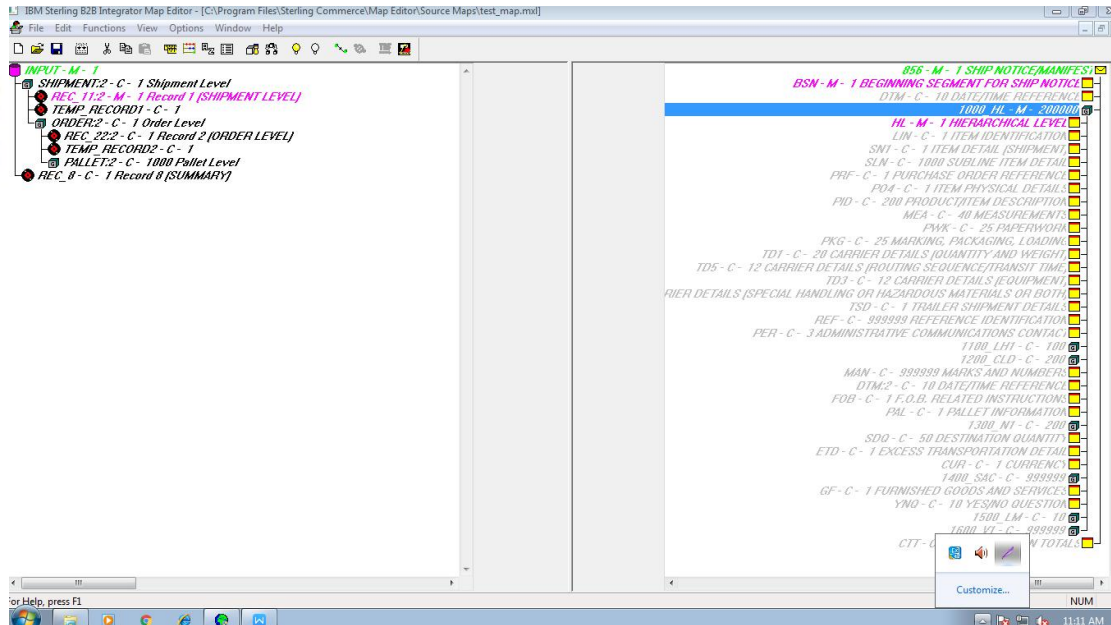 IBM Sterling B2B Integrator Map Editor - [C:\Program Files\Sterling Commerce\Map Editor\Source Maps\test_map.mxl]
File Edit Functions View Options Window Help
INPUT - M - 1
SHIPMENT:2 - C - 1 Shipment Level
REC_11:2 - M - 1 Record 1 (SHIPMENT LEVEL)
TEMP_RECORD1 - C - 1
ORDER:2 - C - 1 Order Level
REC_22:2 - C - 1 Record 2 (ORDER LEVEL)
TEMP_RECORD2 - C - 1
PALLET:2 - C - 1000 Pallet Level
REC_8 - C - 1 Record 8 (SUMMARY)
856 - M - 1 SHIP NOTICE/MANIFEST
BSN - M - 1 BEGINNING SEGMENT FOR SHIP NOTICE
DTM - C - 10 DATE/TIME REFERENCE
1000_HL - M - 200000
HL - M - 1 HIERARCHICAL LEVEL
LIN - C - 1 ITEM IDENTIFICATION
SN1 - C - 1 ITEM DETAIL (SHIPMENT)
SLN - C - 1000 SUBLINE ITEM DETAIL
PRF - C - 1 PURCHASE ORDER REFERENCE
PO4 - C - 1 ITEM PHYSICAL DETAILS
PID - C - 200 PRODUCT/ITEM DESCRIPTION
MEA - C - 40 MEASUREMENTS
PWK - C - 25 PAPERWORK
PKG - C - 25 MARKING, PACKAGING, LOADING
TD1 - C - 20 CARRIER DETAILS (QUANTITY AND WEIGHT)
TD5 - C - 12 CARRIER DETAILS (ROUTING SEQUENCE/TRANSIT TIME)
TD3 - C - 12 CARRIER DETAILS (EQUIPMENT)
RIER DETAILS (SPECIAL HANDLING OR HAZARDOUS MATERIALS OR BOTH)
TSD - C - 1 TRAILER SHIPMENT DETAILS
REF - C - 999999 REFERENCE IDENTIFICATION
PER - C - 3 ADMINISTRATIVE COMMUNICATIONS CONTACT
1100_LH1 - C - 100
1200_CLD - C - 200
MAN - C - 999999 MARKS AND NUMBERS
DTM:2 - C - 10 DATE/TIME REFERENCE
FOB - C - 1 F.O.B. RELATED INSTRUCTIONS
PAL - C - 1 PALLET INFORMATION
1300_N1 - C - 200
SDQ - C - 50 DESTINATION QUANTITY
ETD - C - 1 EXCESS TRANSPORTATION DETAIL
CUR - C - 1 CURRENCY
1400_SAC - C - 999999
GF - C - 1 FURNISHED GOODS AND SERVICES
YNQ - C - 10 YES/NO QUESTION
1500_LM - C - 10
1600_V1 - C - 999999
CTT - N TOTALS
Customize...
or Help, press F1
NUM
11:11 AM